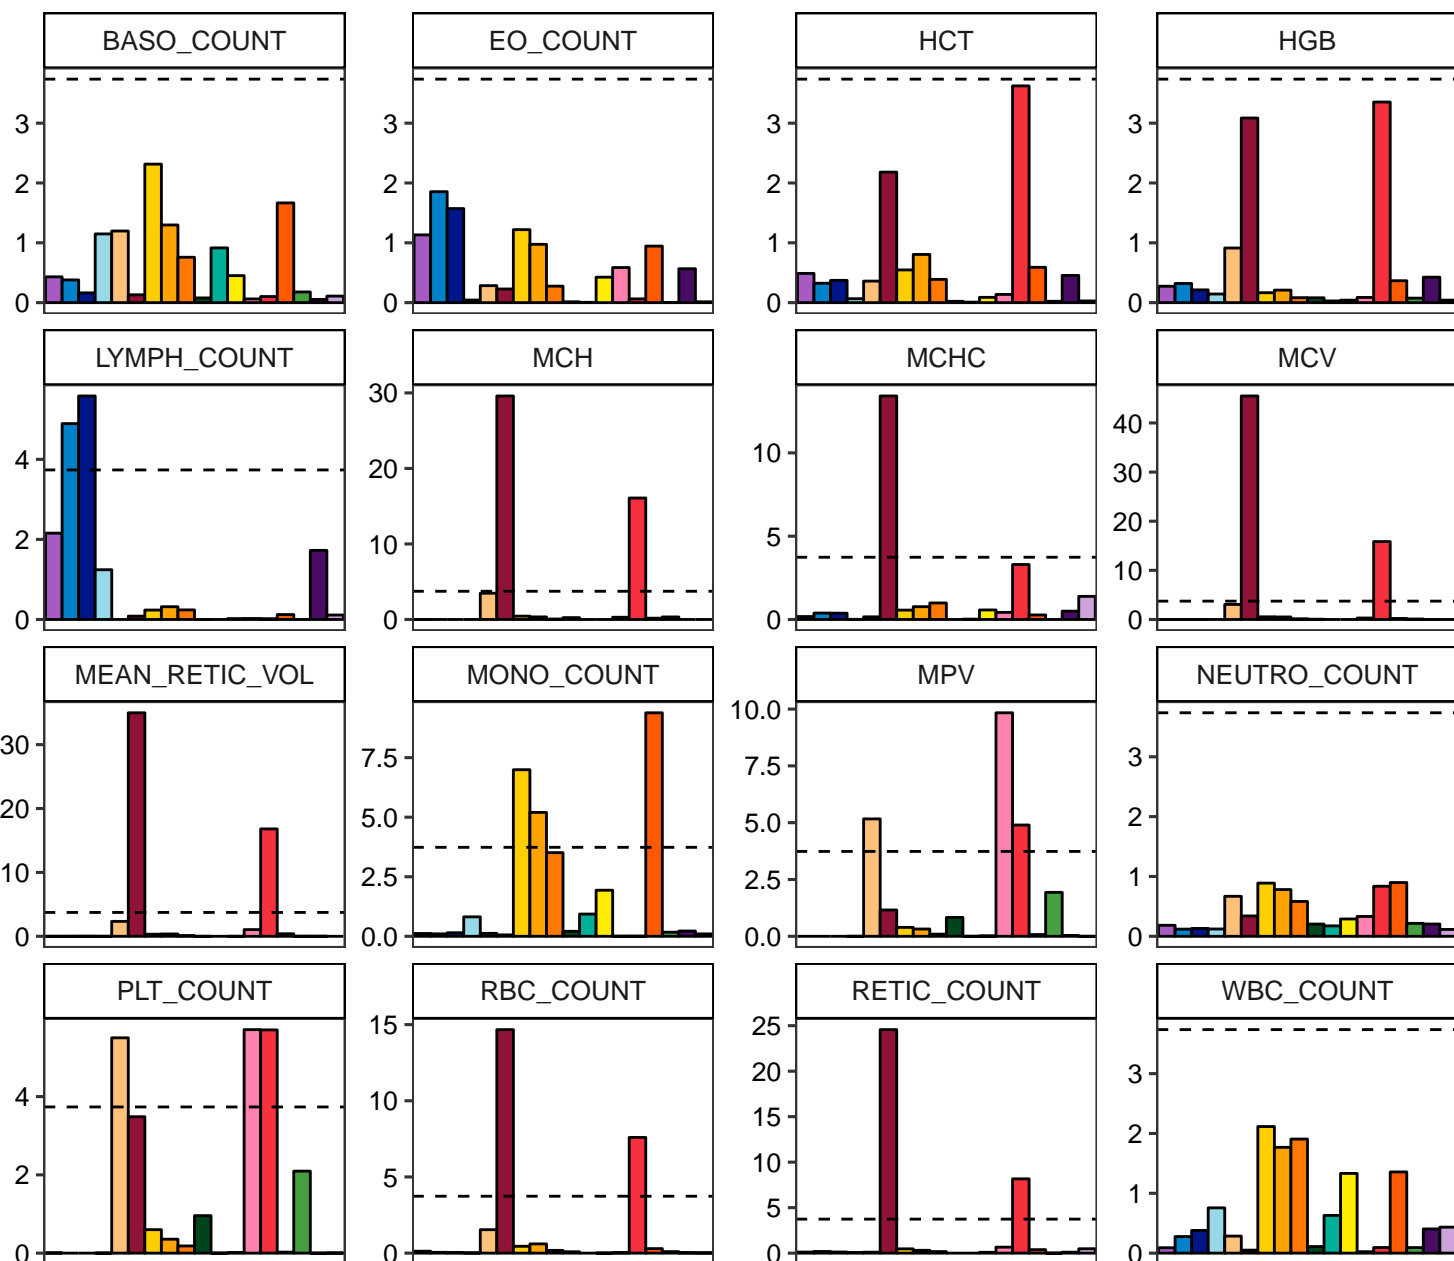 BASO_COUNT EO_COUNT HCT HGB
3 3 3 3
2 2 2 2
1 1 1 1
0 0 0 0
LYMPH_COUNT MCH MCHC MCV
4 30 10 40
2 20 5 30
0 10 0 20
0 10
0
MEAN_RETIC_VOL MONO_COUNT MPV NEUTRO_COUNT
30 7.5 10.0 3
20 5.0 7.5 2
10 2.5 5.0 1
0 0.0 2.5 0
0.0
PLT_COUNT RBC_COUNT RETIC_COUNT WBC_COUNT
4 15 25 3
2 10 20 2
0 5 15 1
0 10 0
5
0